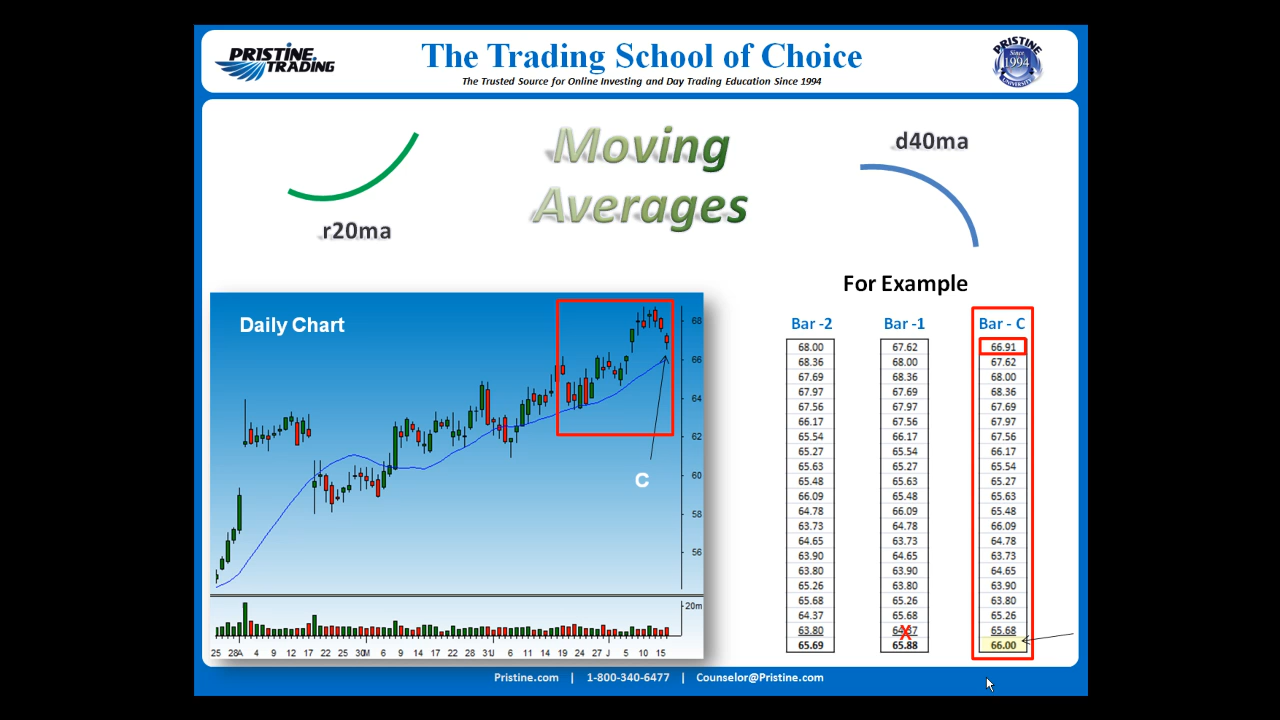 PRISTINE
TRADING
The Trading School of Choice
The Trusted Source for Online Investing and Day Trading Education Since 1994
PRISTINE
Since
1994
UNIVERSITY
Moving
Averages
r20ma
d40ma
For Example
Daily Chart
C
68
66
64
62
60
58
56
20m
25 28A 4 9 12 17 20 25 30M 4 9 14 17 22 28 31J 6 11 14 19 24 27 J 5 10 15
Bar -2 Bar -1 Bar - C
68.00 67.62 66.91
68.36 68.00 67.62
67.69 68.36 68.00
67.97 67.69 68.36
67.56 67.97 67.69
66.17 67.56 67.97
65.54 66.17 67.56
65.27 65.54 66.17
65.63 65.27 65.54
65.48 65.63 65.27
66.09 65.48 65.63
64.78 66.09 65.48
63.73 64.78 66.09
64.65 63.73 64.78
63.90 64.65 63.73
63.80 63.90 64.65
65.26 63.80 63.90
65.68 65.26 63.80
64.37 65.68 65.26
63.80 64.37 65.68
65.69 65.88 66.00
Pristine.com | 1-800-340-6477 | Counselor@Pristine.com